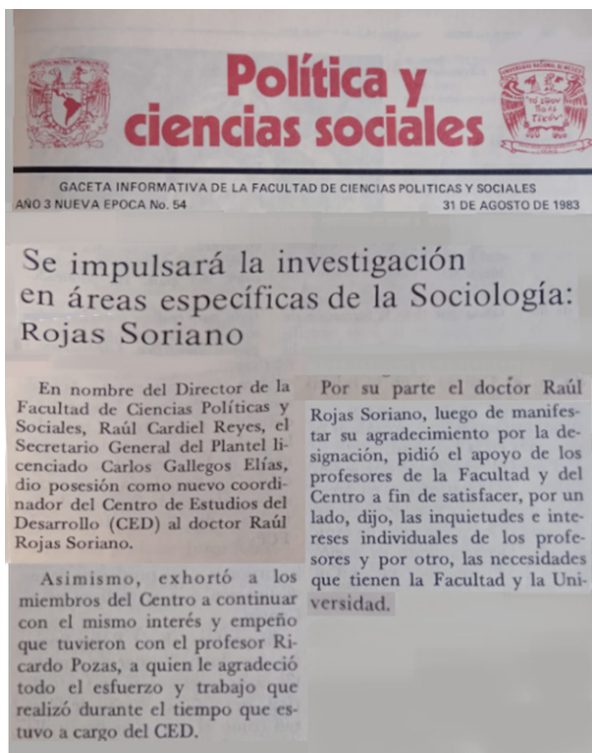 Política y
ciencias sociales
GACETA INFORMATIVA DE LA FACULTAD DE CIENCIAS POLITICAS Y SOCIALES
AÑO 3 NUEVA EPOCA No. 54
31 DE AGOSTO DE 1983
Se impulsará la investigación
en áreas específicas de la Sociología:
Rojas Soriano
En nombre del Director de la
Facultad de Ciencias Políticas y
Sociales, Raúl Cardiel Reyes, el
Secretario General del Plantel li-
cenciado Carlos Gallegos Elías,
dio posesión como nuevo coordi-
nador del Centro de Estudios del
Desarrollo (CED) al doctor Raúl
Rojas Soriano.
Asimismo, exhortó a los
miembros del Centro a continuar
con el mismo interés y empeño
que tuvieron con el profesor Ri-
cardo Pozas, a quien le agradeció
todo el esfuerzo y trabajo que
realizó durante el tiempo que es-
tuvo a cargo del CED.
Por su parte el doctor Raúl
Rojas Soriano, luego de manifes-
tar su agradecimiento por la de-
signación, pidió el apoyo de los
profesores de la Facultad y del
Centro a fin de satisfacer, por un
lado, dijo, las inquietudes e inte-
reses individuales de los profe-
sores y por otro, las necesidades
que tienen la Facultad y la Uni-
versidad.